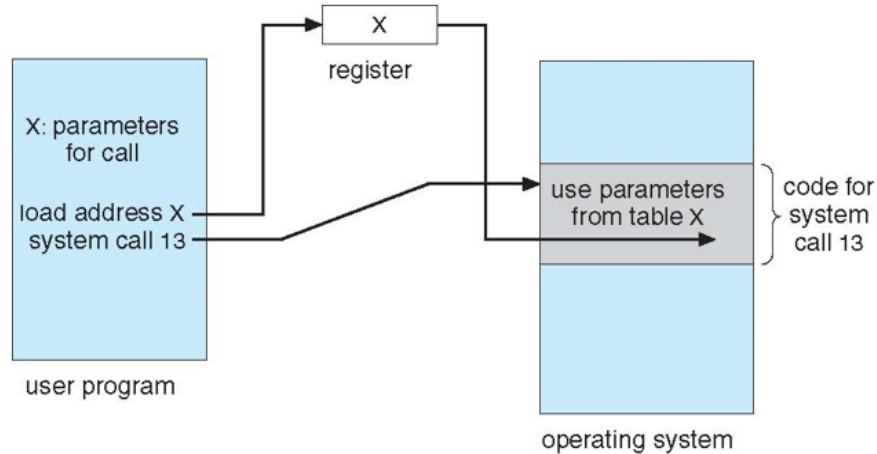 X
register
X: parameters
for call
load address X
system call 13
user program
use parameters
from table X
code for
system
call 13
operating system